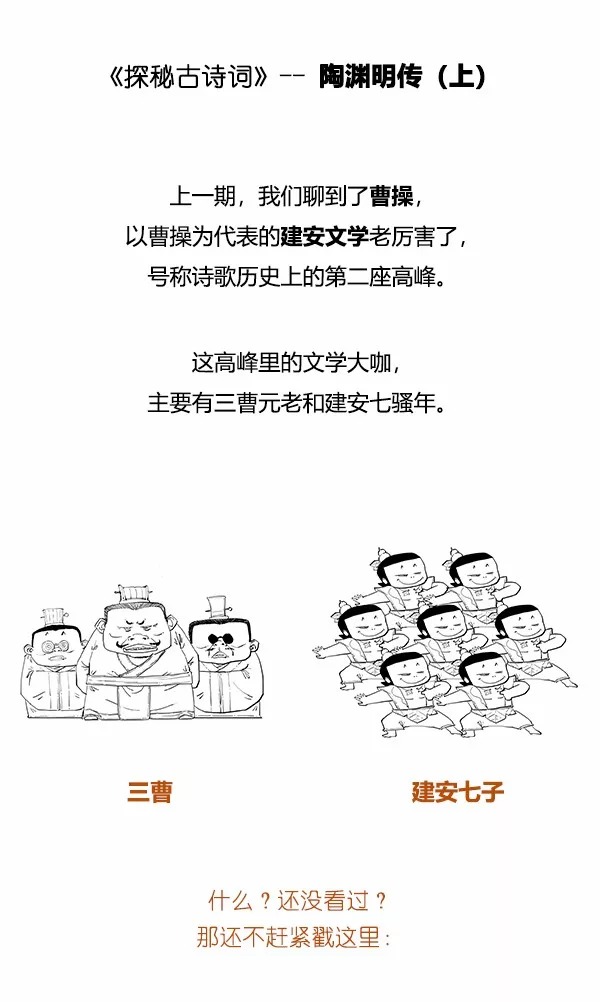 《探秘古诗词》-- 陶渊明传（上）
上一期，我们聊到了曹操，
以曹操为代表的建安文学老厉害了，
号称诗歌历史上的第二座高峰。
这高峰里的文学大咖，
主要有三曹元老和建安七骚年。
三曹
建安七子
什么？还没看过？
那还不赶紧戳这里：